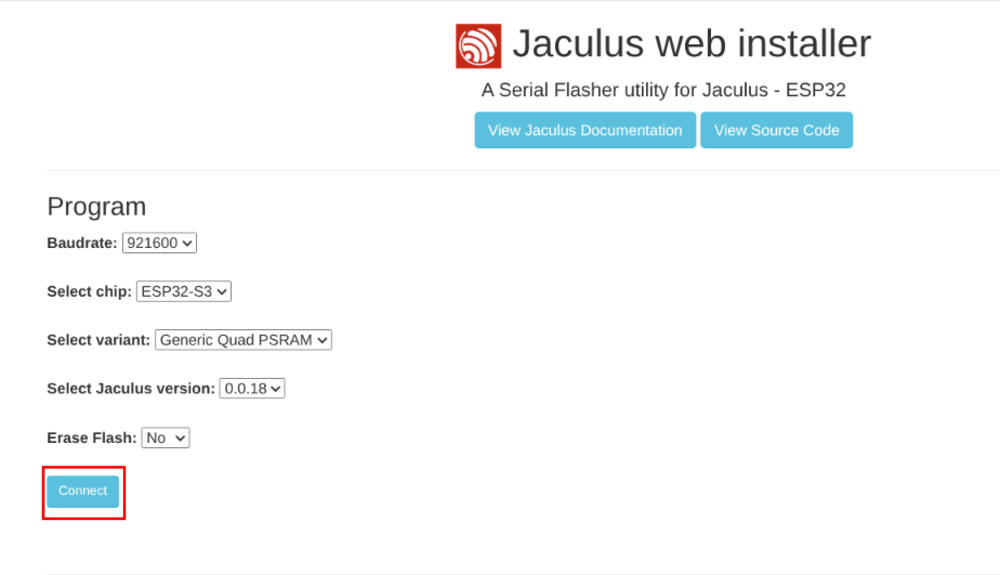 Jaculus web installer
A Serial Flasher utility for Jaculus - ESP32
View Jaculus Documentation View Source Code
Program
Baudrate: 921600
Select chip: ESP32-S3
Select variant: Generic Quad PSRAM
Select Jaculus version: 0.0.18
Erase Flash: No
Connect